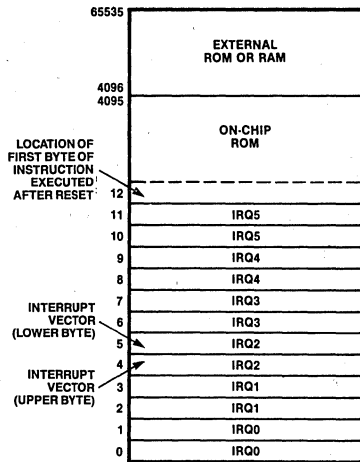 65535
EXTERNAL
ROM OR RAM
4096
4095
ON-CHIP
ROM
LOCATION OF
FIRST BYTE OF
INSTRUCTION
EXECUTED
AFTER RESET
12
11 IRQ5
10 IRQ5
9 IRQ4
8 IRQ4
7 IRQ3
6 IRQ3
INTERRUPT
VECTOR
(LOWER BYTE)
5 IRQ2
4 IRQ2
INTERRUPT
VECTOR
(UPPER BYTE)
3 IRQ1
2 IRQ1
1 IRQ0
0 IRQ0